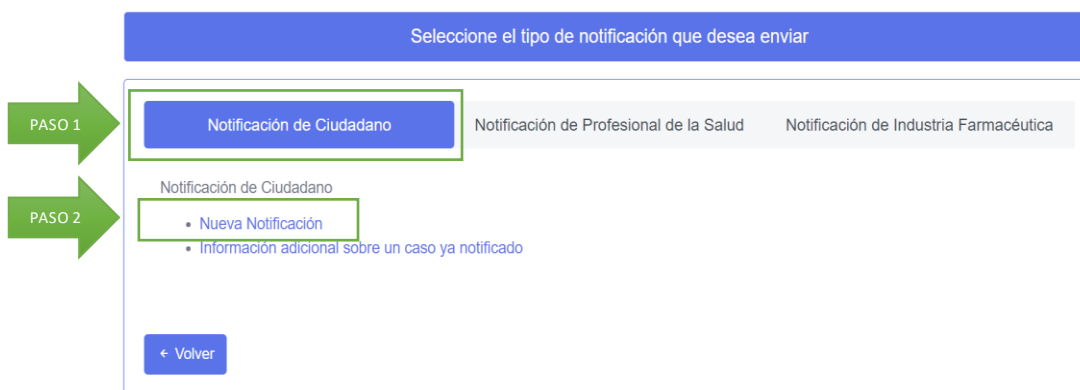 Seleccione el tipo de notificación que desea enviar
PASO 1
Notificación de Ciudadano
Notificación de Profesional de la Salud
Notificación de Industria Farmacéutica
Notificación de Ciudadano
PASO 2
• Nueva Notificación
• Información adicional sobre un caso ya notificado
← Volver